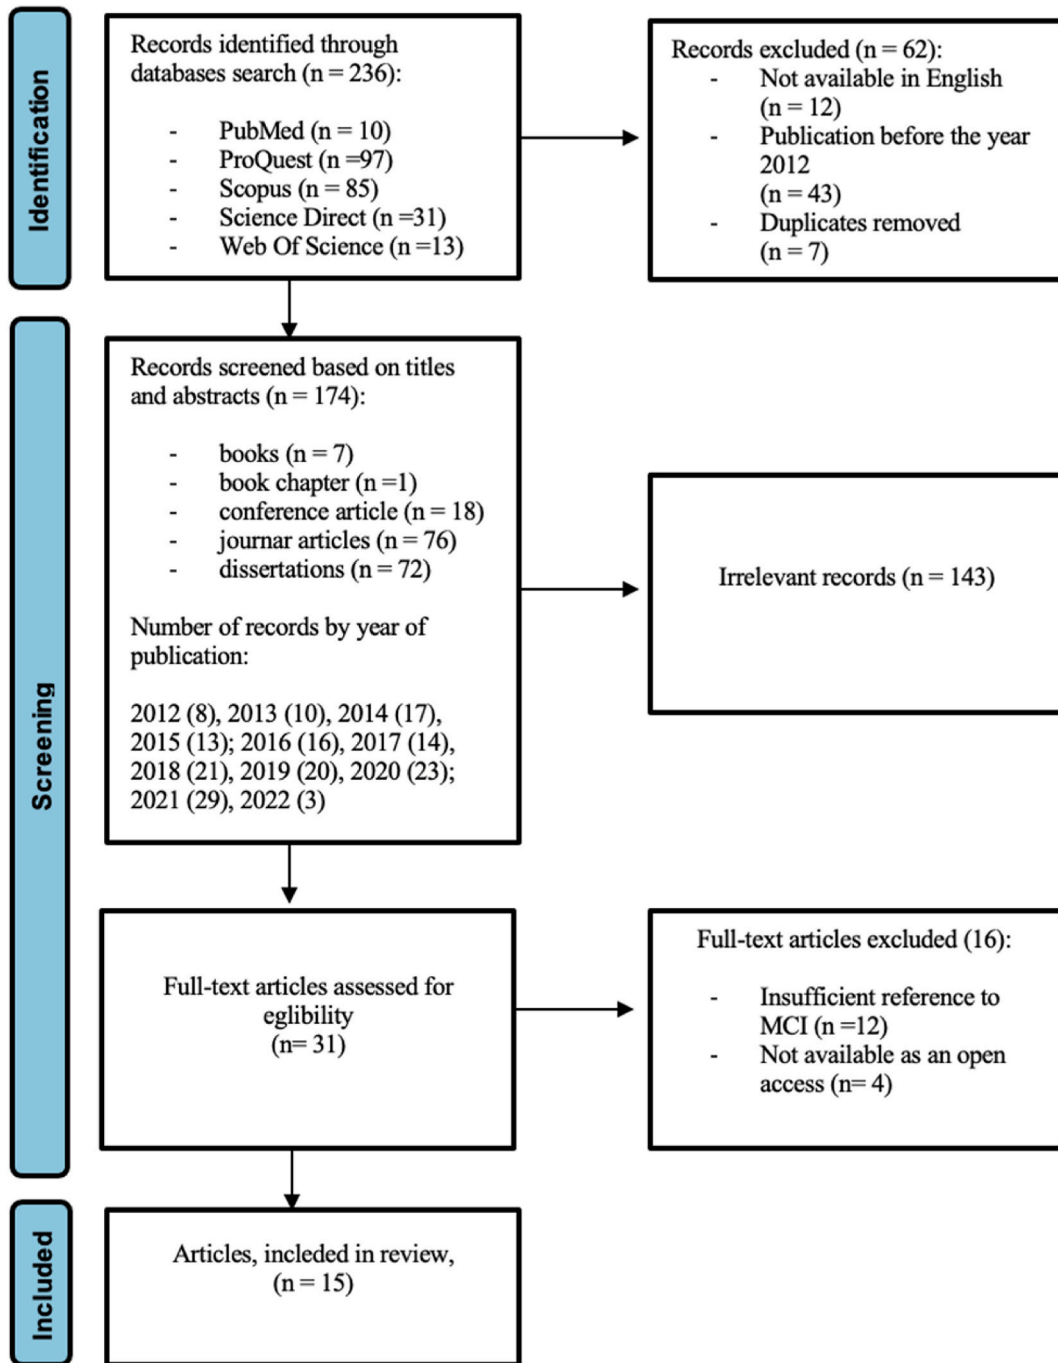 Identification
Records identified through
databases search (n = 236):
- PubMed (n = 10)
- ProQuest (n =97)
- Scopus (n = 85)
- Science Direct (n =31)
- Web Of Science (n =13)
Records excluded (n = 62):
- Not available in English
(n = 12)
- Publication before the year
2012
(n = 43)
- Duplicates removed
(n = 7)
Screening
Records screened based on titles
and abstracts (n = 174):
- books (n = 7)
- book chapter (n =1)
- conference article (n = 18)
- journar articles (n = 76)
- dissertations (n = 72)
Number of records by year of
publication:
2012 (8), 2013 (10), 2014 (17),
2015 (13); 2016 (16), 2017 (14),
2018 (21), 2019 (20), 2020 (23);
2021 (29), 2022 (3)
Irrelevant records (n = 143)
Full-text articles assessed for
eglibility
(n= 31)
Full-text articles excluded (16):
- Insufficient reference to
MCI (n =12)
- Not available as an open
access (n= 4)
Included
Articles, incleded in review,
(n = 15)